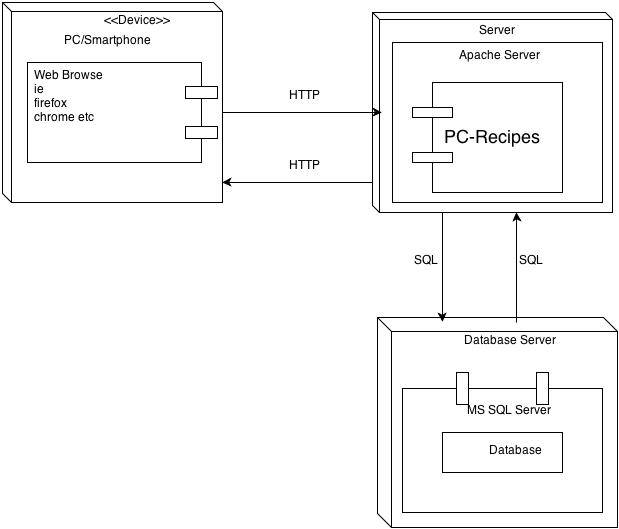 <<Device>>
PC/Smartphone
Web Browse
ie
firefox
chrome etc
HTTP
HTTP
Server
Apache Server
PC-Recipes
SQL
SQL
Database Server
MS SQL Server
Database